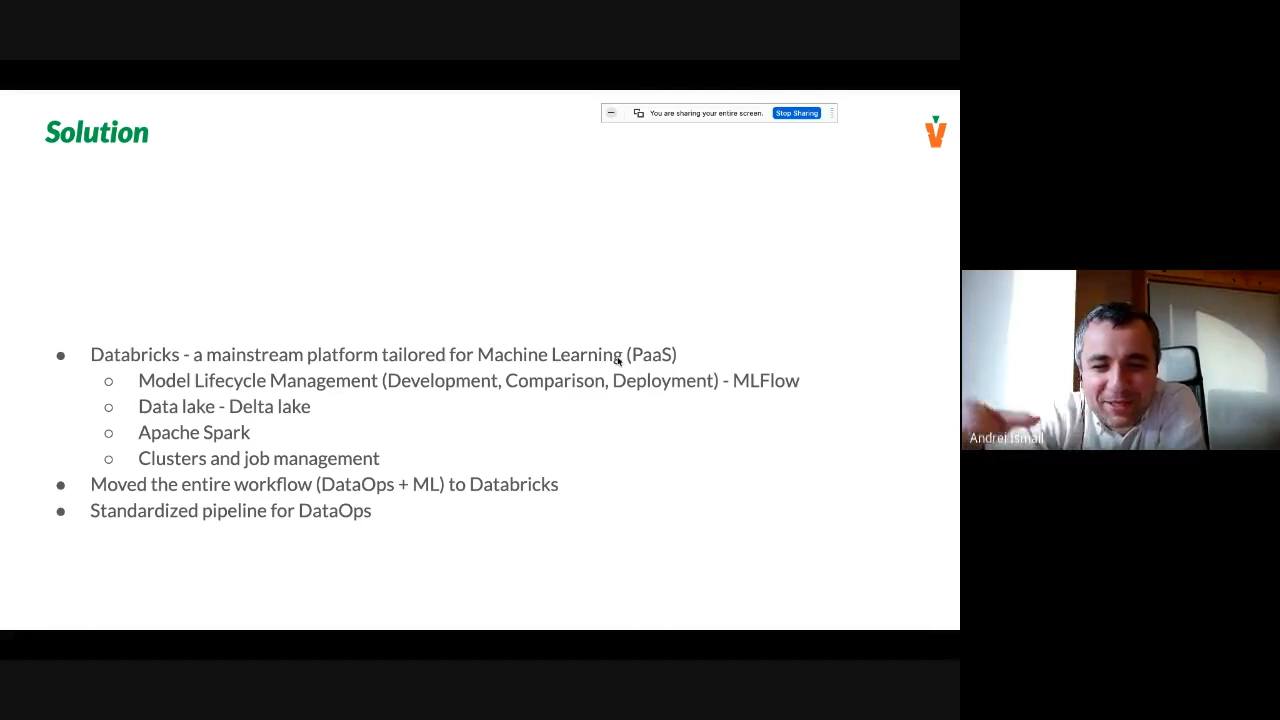 You are sharing your entire screen. Stop Sharing
Solution
● Databricks - a mainstream platform tailored for Machine Learning (PaaS)
○ Model Lifecycle Management (Development, Comparison, Deployment) - MLFlow
○ Data lake - Delta lake
○ Apache Spark
○ Clusters and job management
● Moved the entire workflow (DataOps + ML) to Databricks
● Standardized pipeline for DataOps
Andrei Ismail